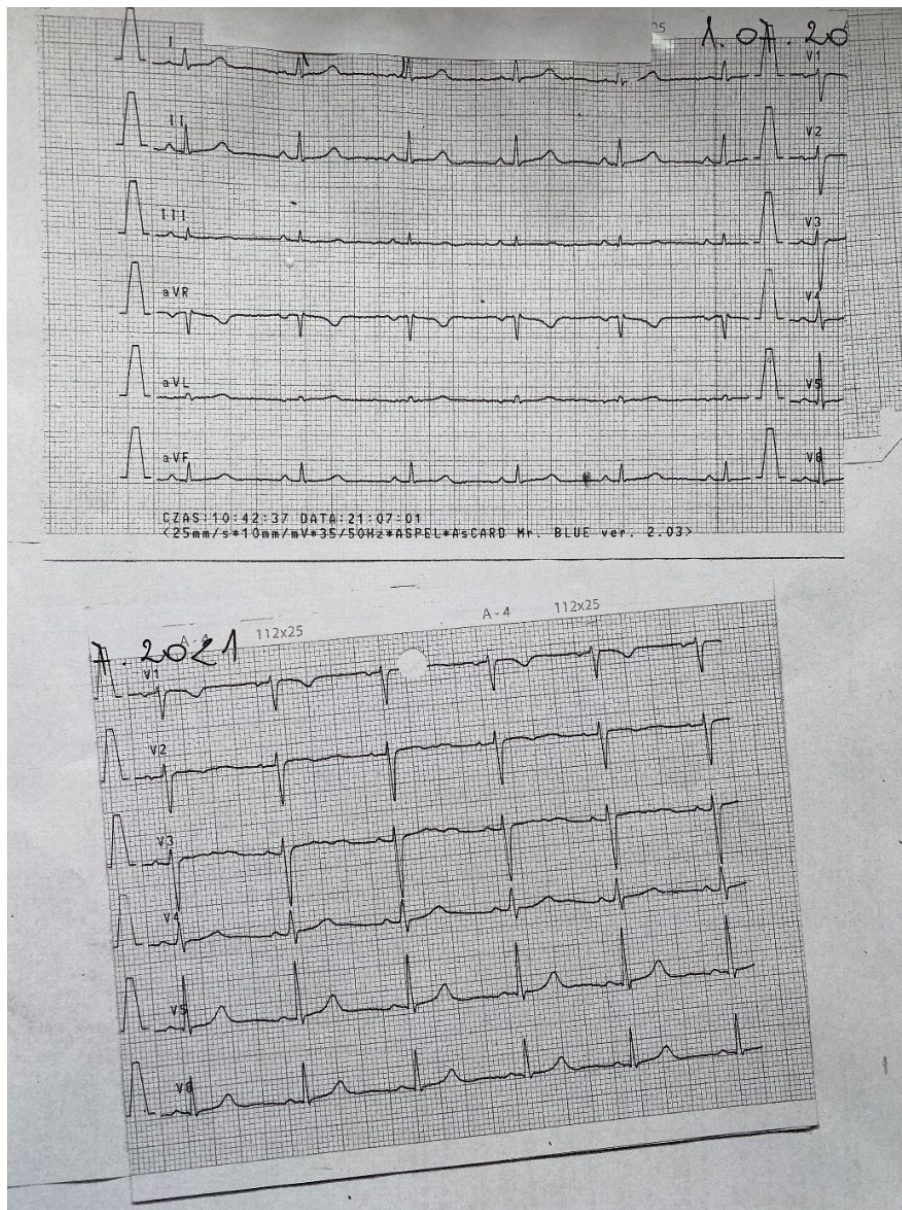 1.07.20
I
V1
II
V2
III
V3
aVR
V4
aVL
V5
aVF
V6
CZAS:10:42:37 DATA:21:07:01
<25mm/s*10mm/mV*35/50Hz*ASPEL*AsCARD Mr. BLUE ver. 2.03>
112x25
A-4
112x25
7.2021
V1
V2
V3
V4
V5
V6